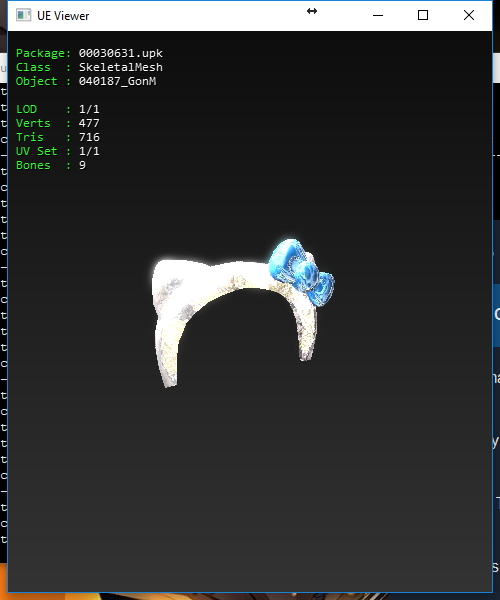 UE Viewer
Package: 00030631.upk
Class : SkeletalMesh
Object : 040187_GonM
LOD : 1/1
Verts : 477
Tris : 716
UV Set : 1/1
Bones : 9